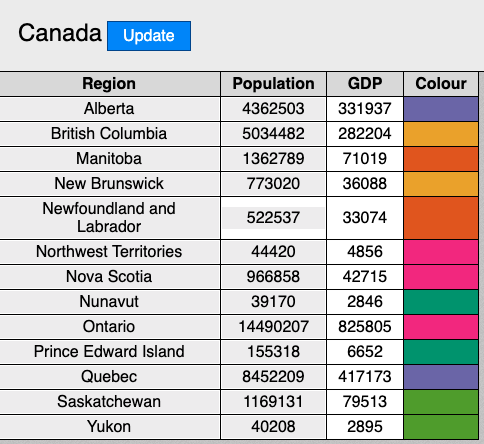 Canada Update
Region Population GDP Colour
Alberta 4362503 331937
British Columbia 5034482 282204
Manitoba 1362789 71019
New Brunswick 773020 36088
Newfoundland and
Labrador 522537 33074
Northwest Territories 44420 4856
Nova Scotia 966858 42715
Nunavut 39170 2846
Ontario 14490207 825805
Prince Edward Island 155318 6652
Quebec 8452209 417173
Saskatchewan 1169131 79513
Yukon 40208 2895